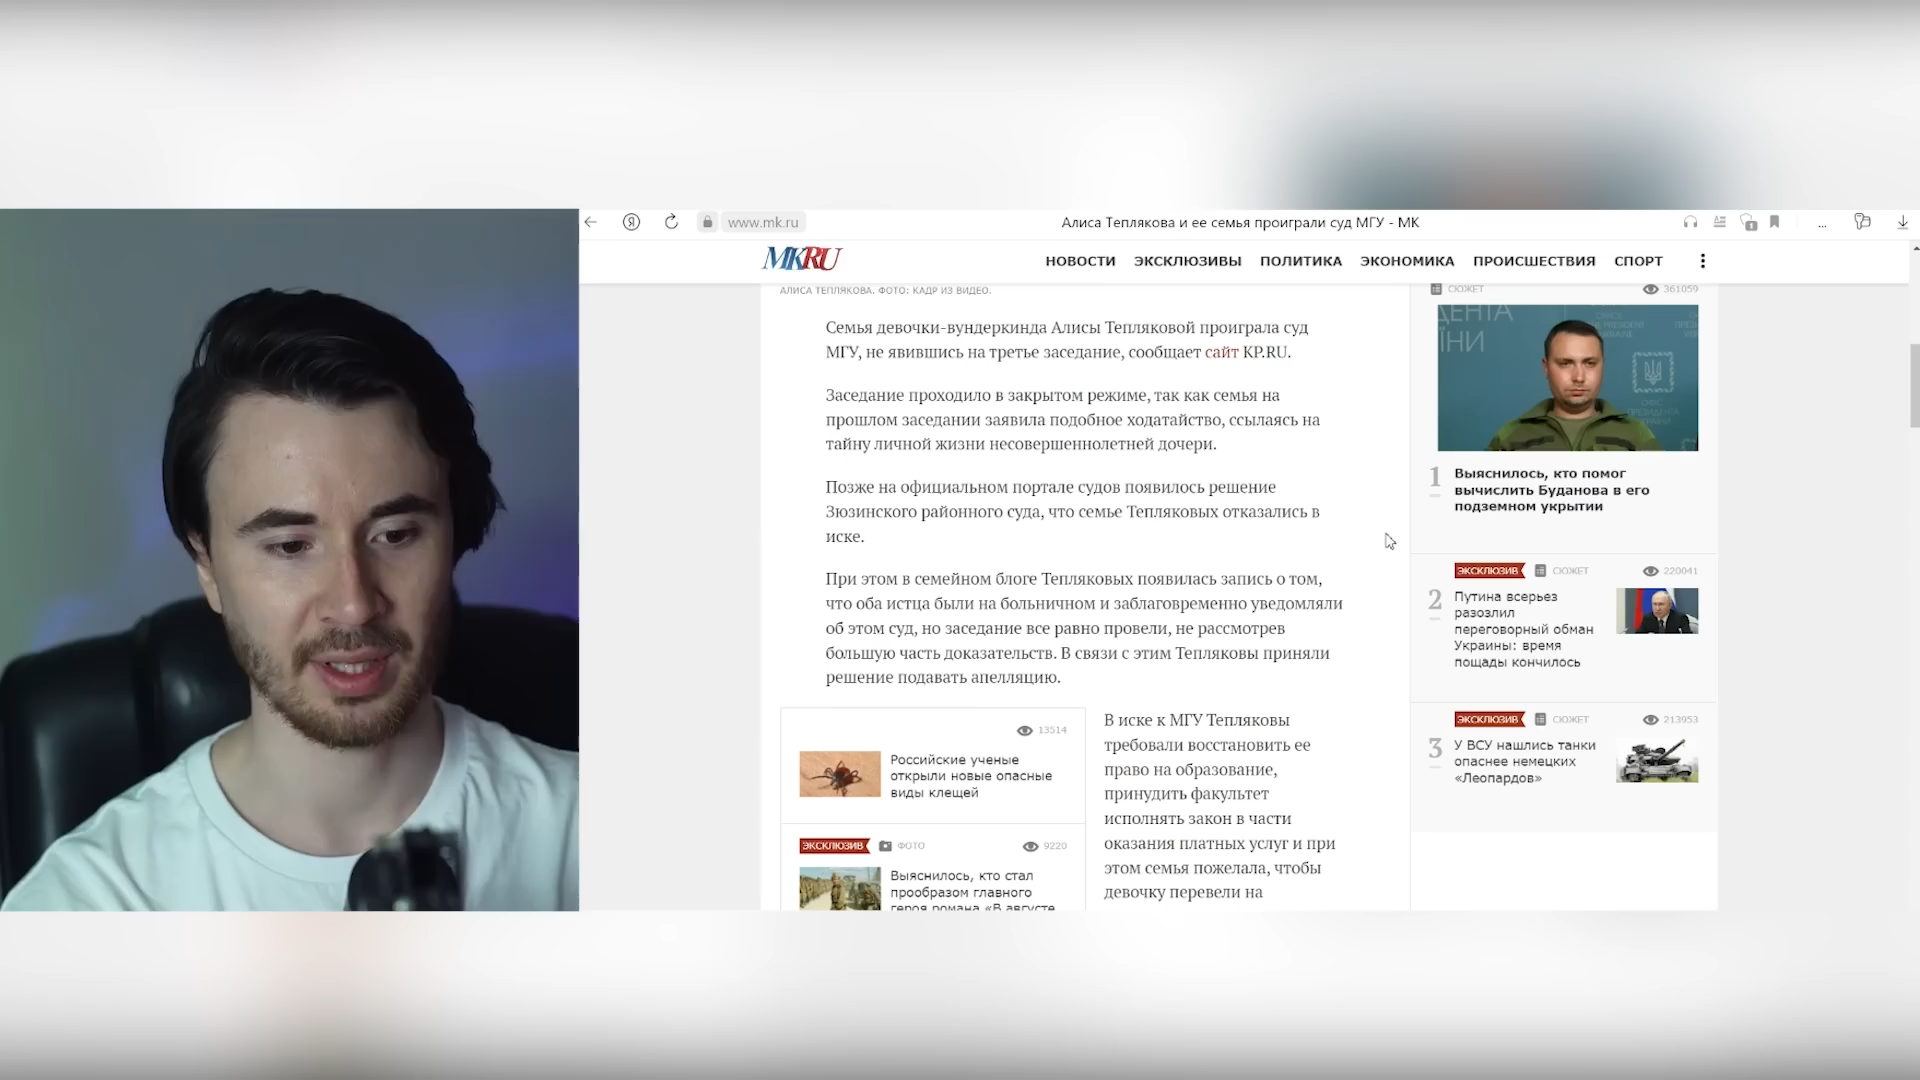 www.mk.ru
Алиса Теплякова и ее семья проиграли суд МГУ - МК
...
MKRU
НОВОСТИ ЭКСКЛЮЗИВЫ ПОЛИТИКА ЭКОНОМИКА ПРОИСШЕСТВИЯ СПОРТ
АЛИСА ТЕПЛЯКОВА. ФОТО: КАДР ИЗ ВИДЕО.
Семья девочки-вундеркинда Алисы Тепляковой проиграла суд
МГУ, не явившись на третье заседание, сообщает сайт KP.RU.
Заседание проходило в закрытом режиме, так как семья на
прошлом заседании заявила подобное ходатайство, ссылаясь на
тайну личной жизни несовершеннолетней дочери.
Позже на официальном портале судов появилось решение
Зюзинского районного суда, что семье Тепляковых отказались в
иске.
При этом в семейном блоге Тепляковых появилась запись о том,
что оба истца были на больничном и заблаговременно уведомляли
об этом суд, но заседание все равно провели, не рассмотрев
большую часть доказательств. В связи с этим Тепляковы приняли
решение подавать апелляцию.
13514
Российские ученые
открыли новые опасные
виды клещей
ЭКСКЛЮЗИВ ФОТО 9220
Выяснилось, кто стал
прообразом главного
героя романа «В августе
В иске к МГУ Тепляковы
требовали восстановить ее
право на образование,
принудить факультет
исполнять закон в части
оказания платных услуг и при
этом семья пожелала, чтобы
девочку перевели на
СЮЖЕТ 361059
ДЕНТА
ЇНИ
1
Выяснилось, кто помог
вычислить Буданова в его
подземном укрытии
ЭКСКЛЮЗИВ СЮЖЕТ 220041
2
Путина всерьез
разозлил
переговорный обман
Украины: время
пощады кончилось
ЭКСКЛЮЗИВ СЮЖЕТ 213953
3
У ВСУ нашлись танки
опаснее немецких
«Леопардов»